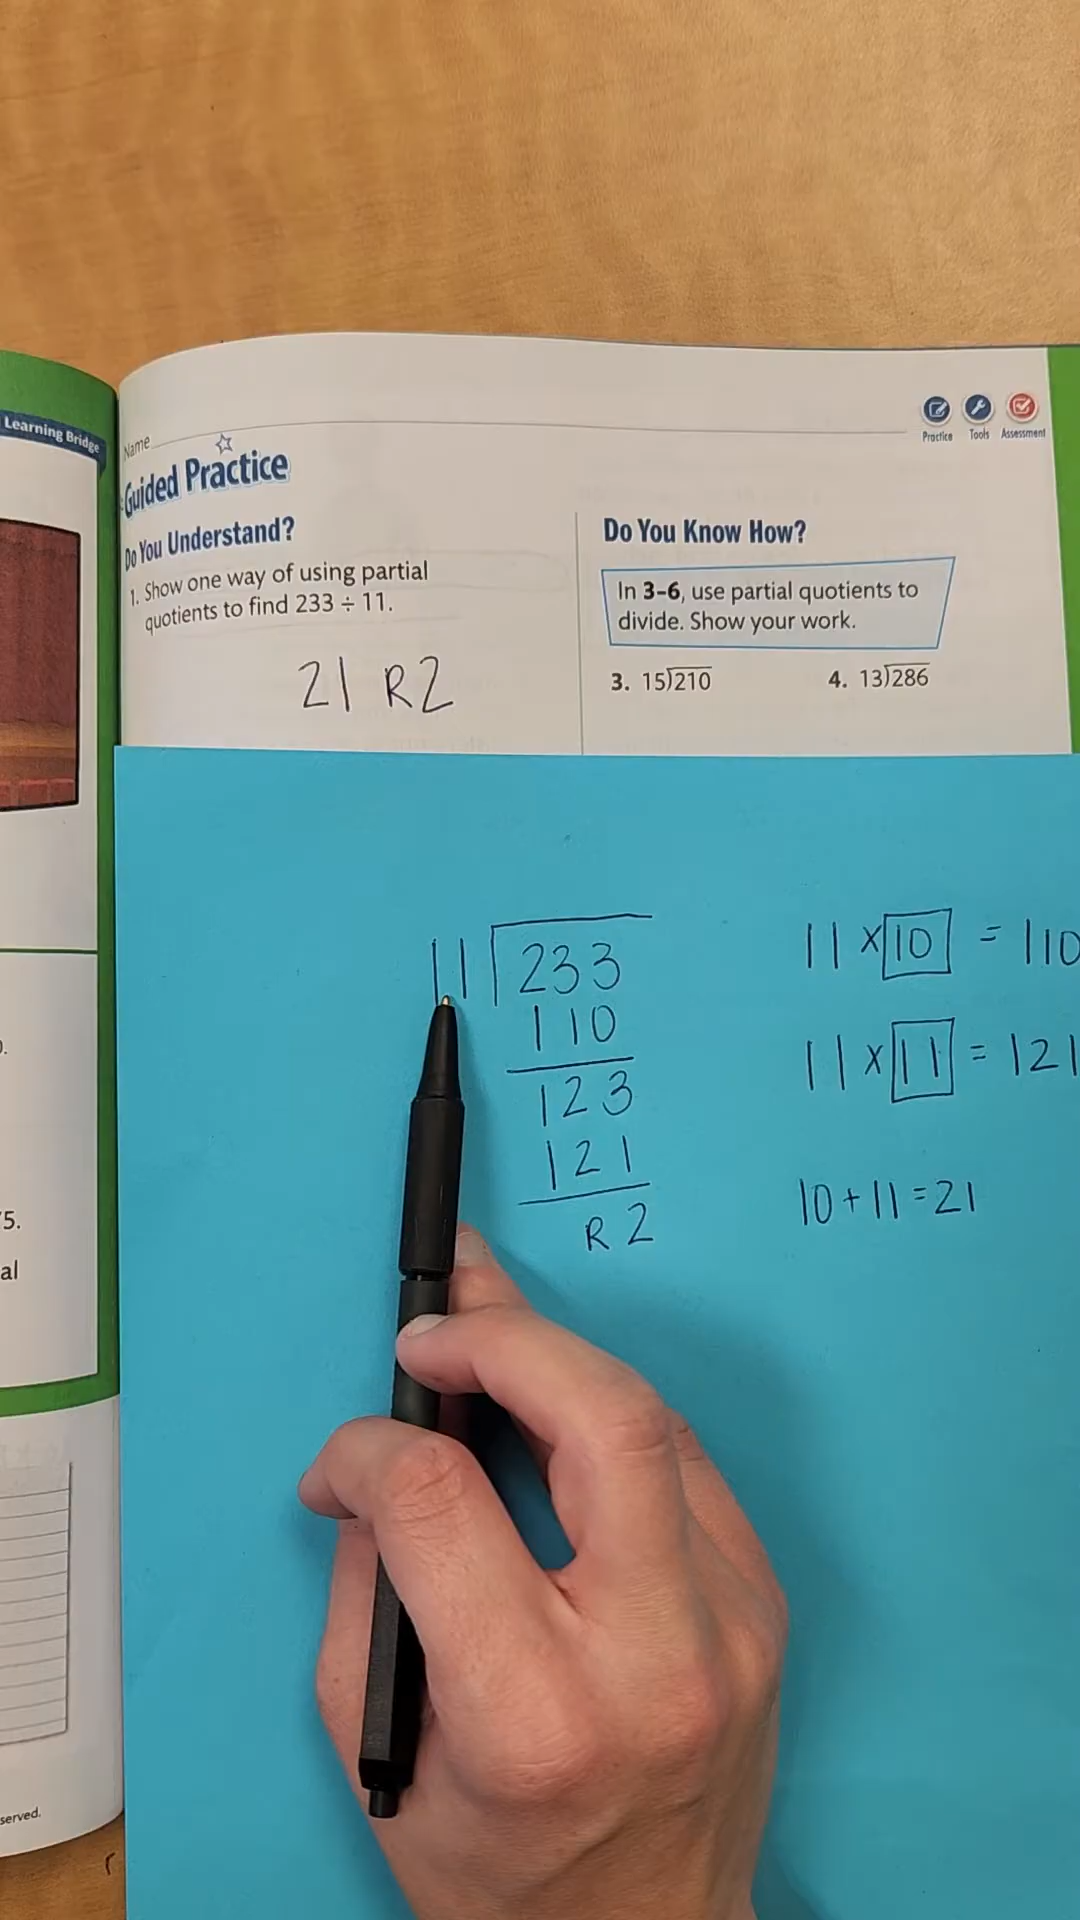 Learning Bridge
5.
al
served.
Name
Practice Tools Assessment
Guided Practice
Do You Understand?
1. Show one way of using partial
quotients to find 233 ÷ 11.
21 R2
Do You Know How?
In 3–6, use partial quotients to
divide. Show your work.
3. 15)210 4. 13)286
11 233
110
123
121
R 2
11 × 10 = 110
11 × 11 = 121
10 + 11 = 21